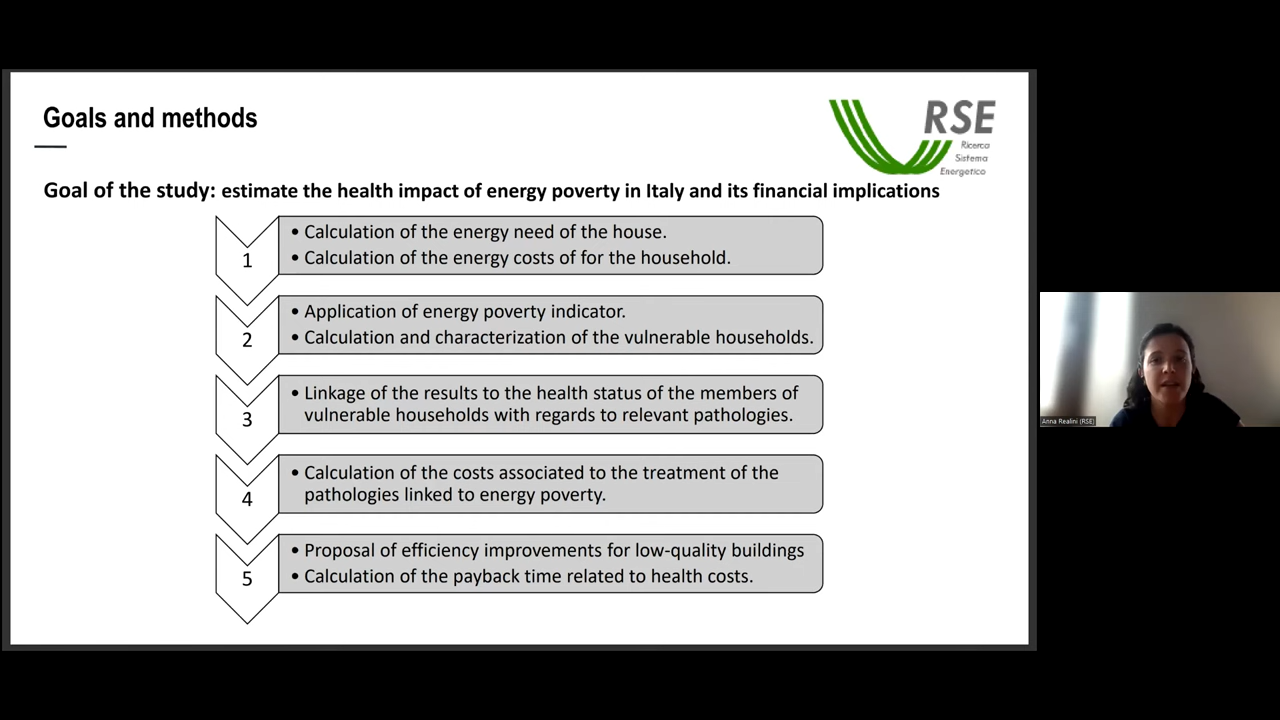 Goals and methods
RSE
Ricerca
Sistema
Energetico
Goal of the study: estimate the health impact of energy poverty in Italy and its financial implications
1
• Calculation of the energy need of the house.
• Calculation of the energy costs of for the household.
2
• Application of energy poverty indicator.
• Calculation and characterization of the vulnerable households.
3
• Linkage of the results to the health status of the members of
vulnerable households with regards to relevant pathologies.
4
• Calculation of the costs associated to the treatment of the
pathologies linked to energy poverty.
5
• Proposal of efficiency improvements for low-quality buildings
• Calculation of the payback time related to health costs.
Anna Realini (RSE)